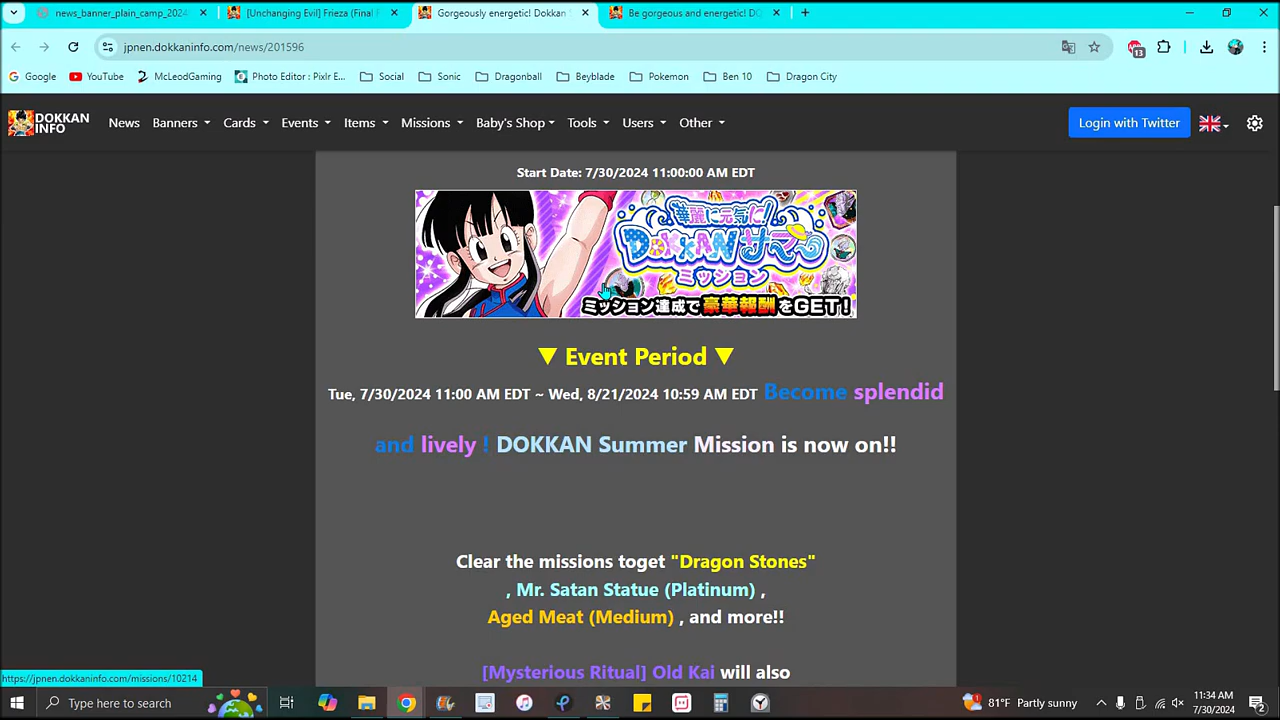 news_banner_plain_camp_2024
[Unchanging Evil] Frieza (Final F
Gorgeously energetic! Dokkan
Be gorgeous and energetic! DO
jpnen.dokkaninfo.com/news/201596
13
Google YouTube McLeodGaming Photo Editor : Pixlr E... Social Sonic Dragonball Beyblade Pokemon Ben 10 Dragon City
DOKKAN
INFO
News Banners Cards Events Items Missions Baby's Shop Tools Users Other Login with Twitter
Start Date: 7/30/2024 11:00:00 AM EDT
華麗に元気に!
DOKKANサマー
ミッション
ミッション達成で豪華報酬をGET!
▼ Event Period ▼
Tue, 7/30/2024 11:00 AM EDT ~ Wed, 8/21/2024 10:59 AM EDT Become splendid
and lively ! DOKKAN Summer Mission is now on!!
Clear the missions toget "Dragon Stones"
, Mr. Satan Statue (Platinum) ,
Aged Meat (Medium) , and more!!
[Mysterious Ritual] Old Kai will also
https://jpnen.dokkaninfo.com/missions/10214
Type here to search
81°F Partly sunny
11:34 AM
7/30/2024
2